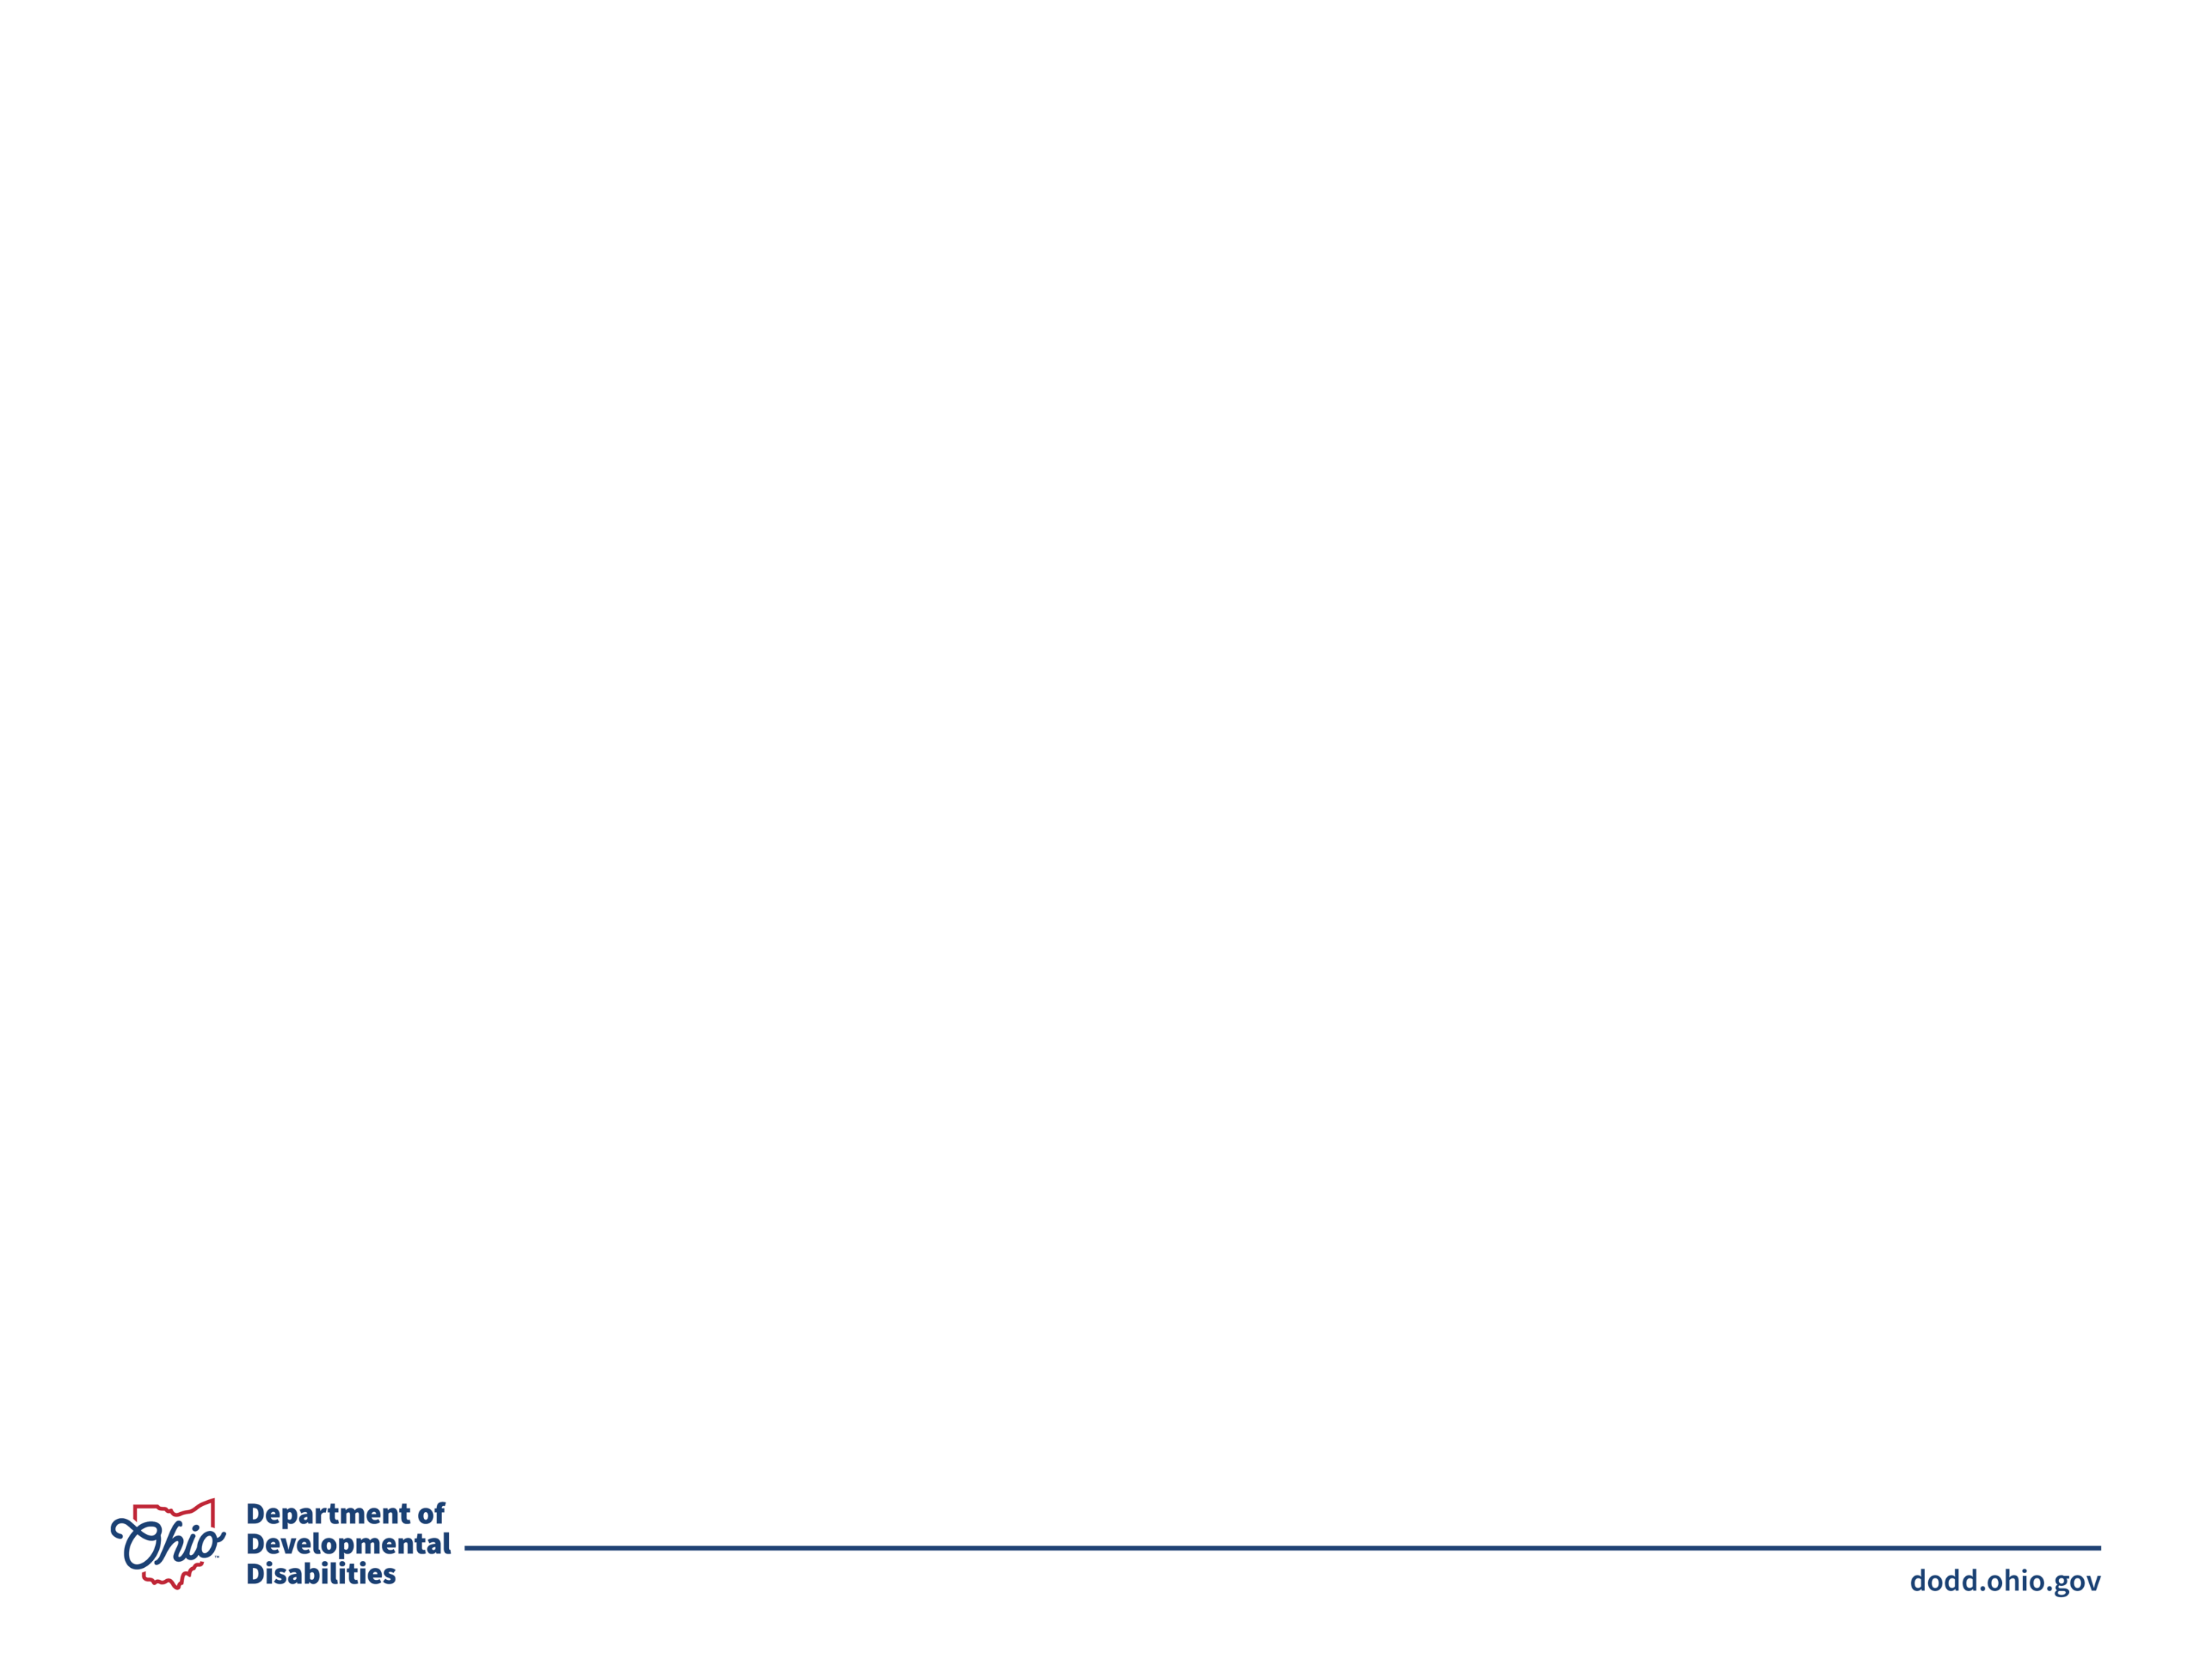 Ohio
Department of
Developmental
Disabilities
dodd.ohio.gov